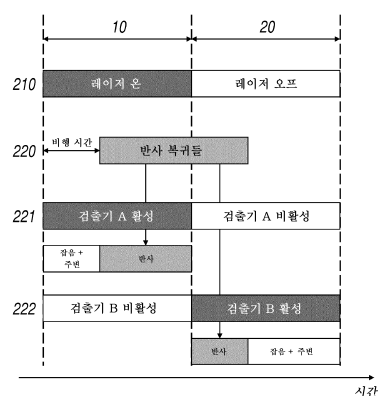 10 20
210 레이저 온 레이저 오프
비행 시간
220 반사 복귀들
221 검출기 A 활성 검출기 A 비활성
잡음 +
주변
반사
222 검출기 B 비활성 검출기 B 활성
반사 잡음 + 주변
시간